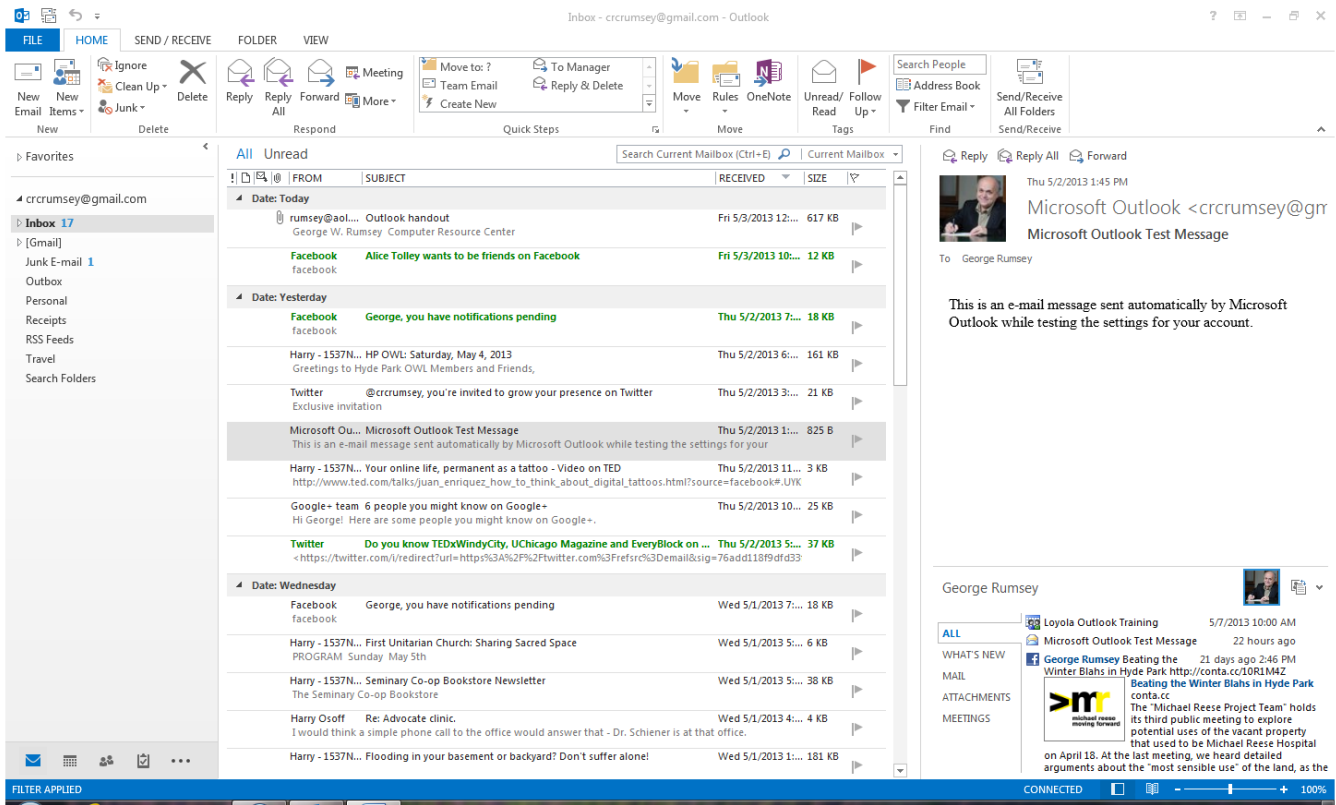 Inbox - crcrumsey@gmail.com - Outlook
FILE HOME SEND / RECEIVE FOLDER VIEW
New Email
New Items
Ignore
Clean Up
Junk
Delete
Reply
Reply All
Forward
Meeting
More
Move to: ?
Team Email
Create New
To Manager
Reply & Delete
Move
Rules
OneNote
Unread/ Read
Follow Up
Search People
Address Book
Filter Email
Send/Receive All Folders
New Delete Respond Quick Steps Move Tags Find Send/Receive
Favorites
crcrumsey@gmail.com
Inbox 17
[Gmail]
Junk E-mail 1
Outbox
Personal
Receipts
RSS Feeds
Travel
Search Folders
All Unread
Search Current Mailbox (Ctrl+E) Current Mailbox
! FROM SUBJECT RECEIVED SIZE
Date: Today
rumsey@aol.... Outlook handout Fri 5/3/2013 12:... 617 KB
George W. Rumsey Computer Resource Center
Facebook Alice Tolley wants to be friends on Facebook Fri 5/3/2013 10:... 12 KB
facebook
Date: Yesterday
Facebook George, you have notifications pending Thu 5/2/2013 7:... 18 KB
facebook
Harry - 1537N... HP OWL: Saturday, May 4, 2013 Thu 5/2/2013 6:... 161 KB
Greetings to Hyde Park OWL Members and Friends,
Twitter @crcrumsey, you're invited to grow your presence on Twitter Thu 5/2/2013 3:... 21 KB
Exclusive invitation
Microsoft Ou... Microsoft Outlook Test Message Thu 5/2/2013 1:... 825 B
This is an e-mail message sent automatically by Microsoft Outlook while testing the settings for your
Harry - 1537N... Your online life, permanent as a tattoo - Video on TED Thu 5/2/2013 11... 3 KB
http://www.ted.com/talks/juan_enriquez_how_to_think_about_digital_tattoos.html?source=facebook#.UYK
Google+ team 6 people you might know on Google+ Thu 5/2/2013 10... 25 KB
Hi George! Here are some people you might know on Google+.
Twitter Do you know TEDxWindyCity, UChicago Magazine and EveryBlock on ... Thu 5/2/2013 5:... 37 KB
<https://twitter.com/i/redirect?url=https%3A%2F%2Ftwitter.com%3Frefsrc%3Demail&sig=76add118f9dfd33
Date: Wednesday
Facebook George, you have notifications pending Wed 5/1/2013 7:... 18 KB
facebook
Harry - 1537N... First Unitarian Church: Sharing Sacred Space Wed 5/1/2013 5:... 6 KB
PROGRAM Sunday May 5th
Harry - 1537N... Seminary Co-op Bookstore Newsletter Wed 5/1/2013 5:... 38 KB
The Seminary Co-op Bookstore
Harry Osoff Re: Advocate clinic. Wed 5/1/2013 4:... 4 KB
I would think a simple phone call to the office would answer that - Dr. Schiener is at that office.
Harry - 1537N... Flooding in your basement or backyard? Don't suffer alone! Wed 5/1/2013 1:... 181 KB
Reply Reply All Forward
Thu 5/2/2013 1:45 PM
Microsoft Outlook <crcrumsey@gm
Microsoft Outlook Test Message
To George Rumsey
This is an e-mail message sent automatically by Microsoft
Outlook while testing the settings for your account.
George Rumsey
ALL
WHAT'S NEW
MAIL
ATTACHMENTS
MEETINGS
Loyola Outlook Training 5/7/2013 10:00 AM
Microsoft Outlook Test Message 22 hours ago
George Rumsey Beating the 21 days ago 2:46 PM
Winter Blahs in Hyde Park http://conta.cc/10R1M4Z
Beating the Winter Blahs in Hyde Park
conta.cc
>mr
michael reese
moving forward
The "Michael Reese Project Team" holds
its third public meeting to explore
potential uses of the vacant property
that used to be Michael Reese Hospital
on April 18. At the last meeting, we heard detailed
arguments about the "most sensible use" of the land, as the
FILTER APPLIED CONNECTED 100%